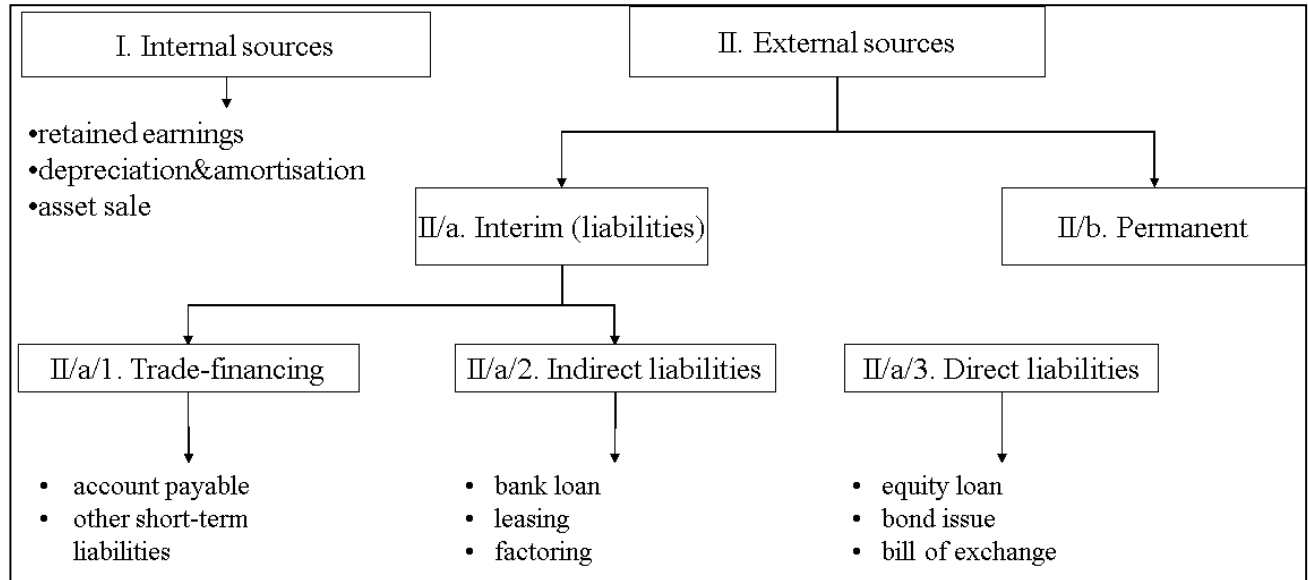 I. Internal sources
II. External sources
•retained earnings
•depreciation&amortisation
•asset sale
II/a. Interim (liabilities)
II/b. Permanent
II/a/1. Trade-financing
II/a/2. Indirect liabilities
II/a/3. Direct liabilities
• account payable
• other short-term
liabilities
• bank loan
• leasing
• factoring
• equity loan
• bond issue
• bill of exchange